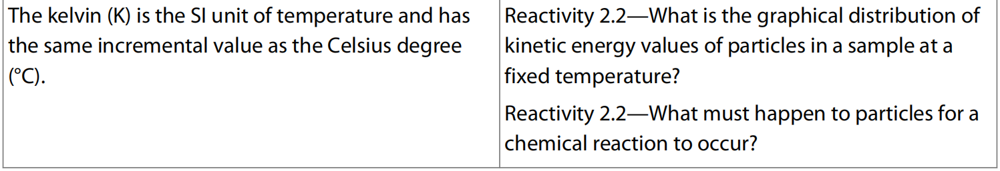 The kelvin (K) is the SI unit of temperature and has
the same incremental value as the Celsius degree
(°C).
Reactivity 2.2—What is the graphical distribution of
kinetic energy values of particles in a sample at a
fixed temperature?
Reactivity 2.2—What must happen to particles for a
chemical reaction to occur?